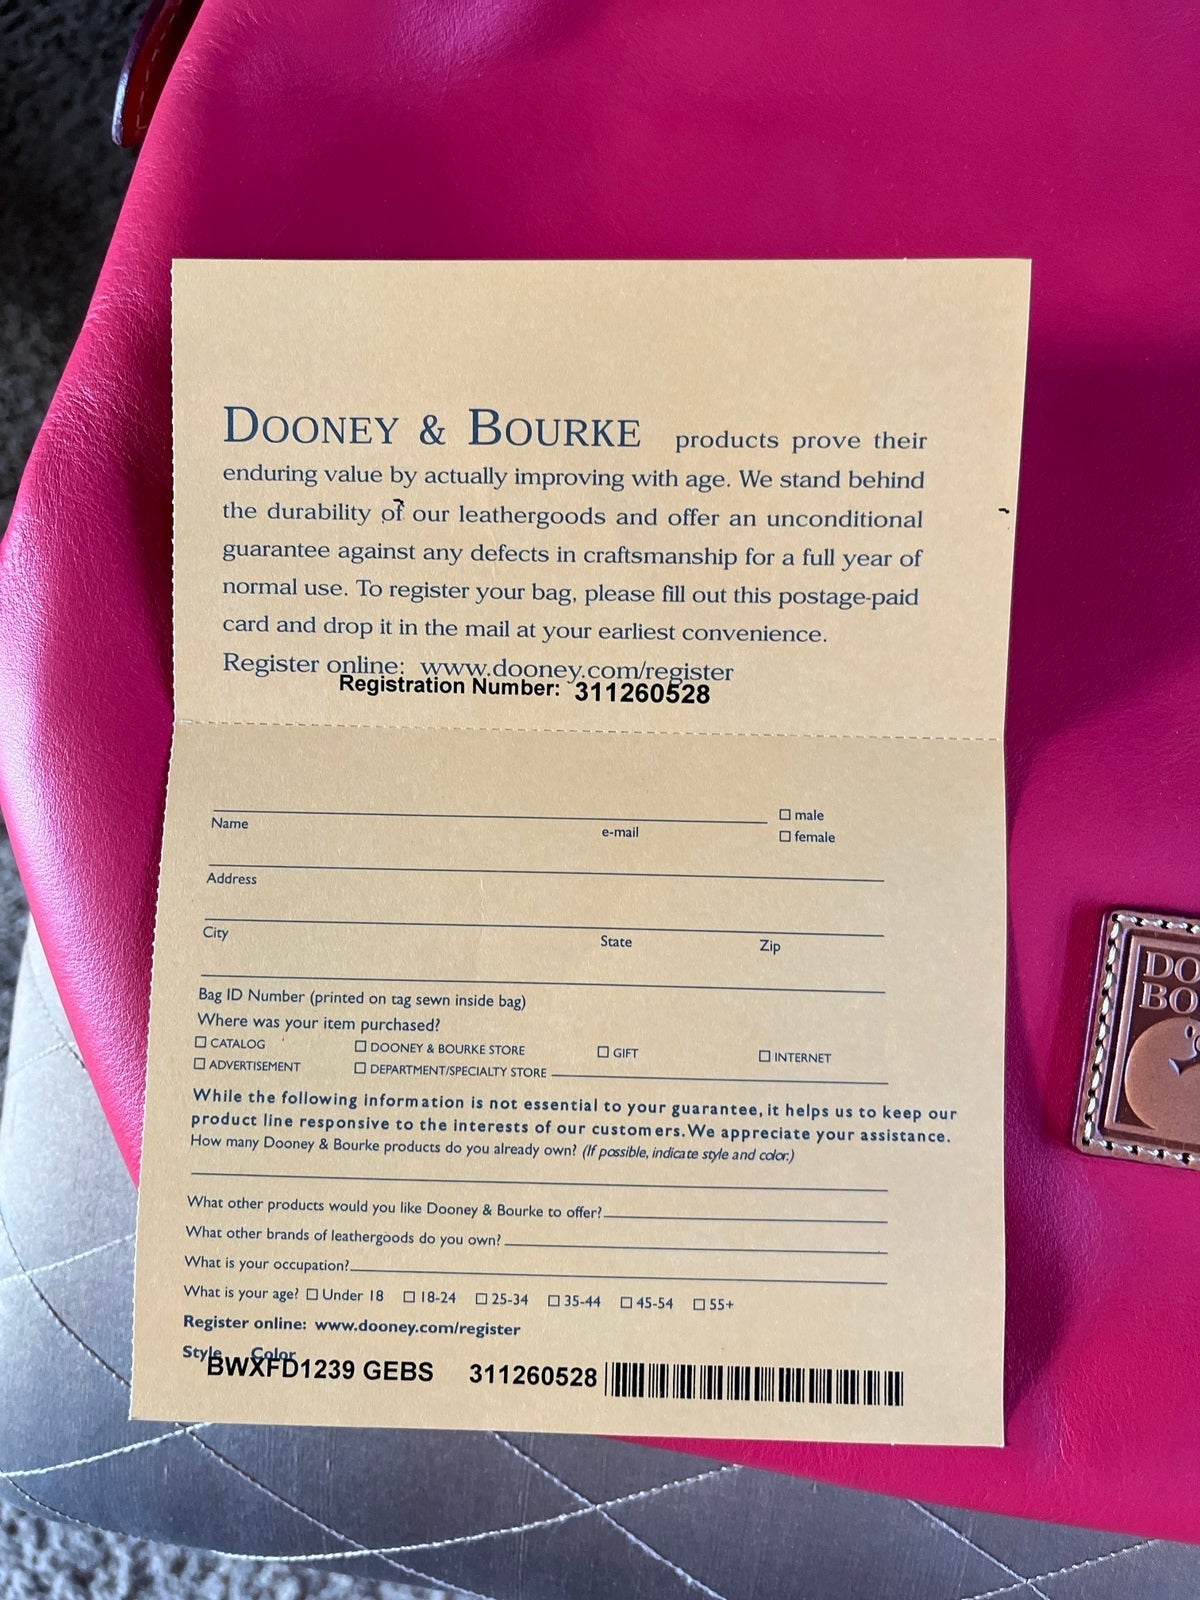 DOONEY & BOURKE products prove their
enduring value by actually improving with age. We stand behind
the durability of our leathergoods and offer an unconditional
guarantee against any defects in craftsmanship for a full year of
normal use. To register your bag, please fill out this postage-paid
card and drop it in the mail at your earliest convenience.
Register online: www.dooney.com/register
Registration Number: 311260528
Name e-mail
☐ male
☐ female
Address
City State Zip
Bag ID Number (printed on tag sewn inside bag)
Where was your item purchased?
☐ CATALOG ☐ DOONEY & BOURKE STORE ☐ GIFT ☐ INTERNET
☐ ADVERTISEMENT ☐ DEPARTMENT/SPECIALTY STORE
While the following information is not essential to your guarantee, it helps us to keep our
product line responsive to the interests of our customers. We appreciate your assistance.
How many Dooney & Bourke products do you already own? (If possible, indicate style and color.)
What other products would you like Dooney & Bourke to offer?
What other brands of leathergoods do you own?
What is your occupation?
What is your age? ☐ Under 18 ☐ 18-24 ☐ 25-34 ☐ 35-44 ☐ 45-54 ☐ 55+
Register online: www.dooney.com/register
Style Color
BWXFD1239 GEBS 311260528
DO
BO